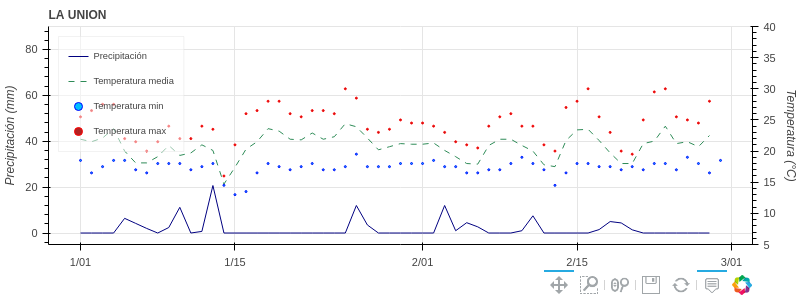 LA UNION
Precipitación
Temperatura media
Temperatura min
Temperatura max
Precipitación (mm)
80
60
40
20
0
Temperatura (°C)
40
35
30
25
20
15
10
5
1/01
1/15
2/01
2/15
3/01